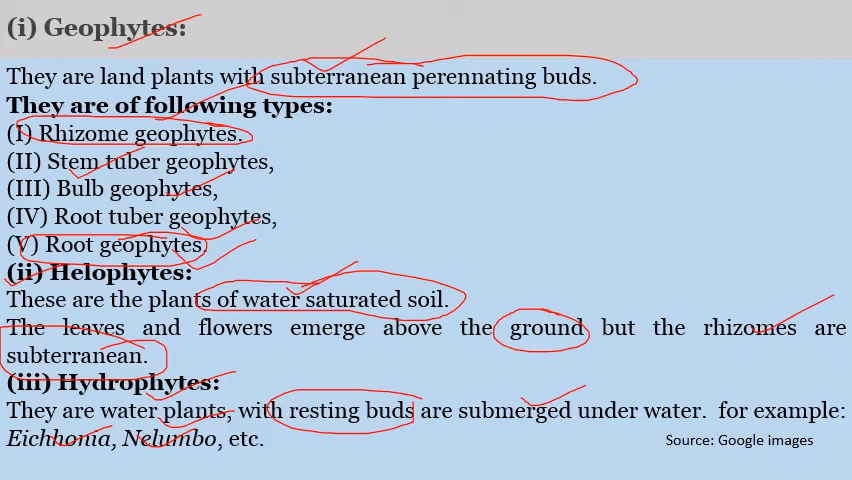 (i) Geophytes:
They are land plants with subterranean perennating buds.
They are of following types:
(I) Rhizome geophytes.
(II) Stem tuber geophytes,
(III) Bulb geophytes,
(IV) Root tuber geophytes,
(V) Root geophytes.
(ii) Helophytes:
These are the plants of water saturated soil.
The leaves and flowers emerge above the ground but the rhizomes are
subterranean.
(iii) Hydrophytes:
They are water plants, with resting buds are submerged under water. for example:
Eichhonia, Nelumbo, etc.
Source: Google images